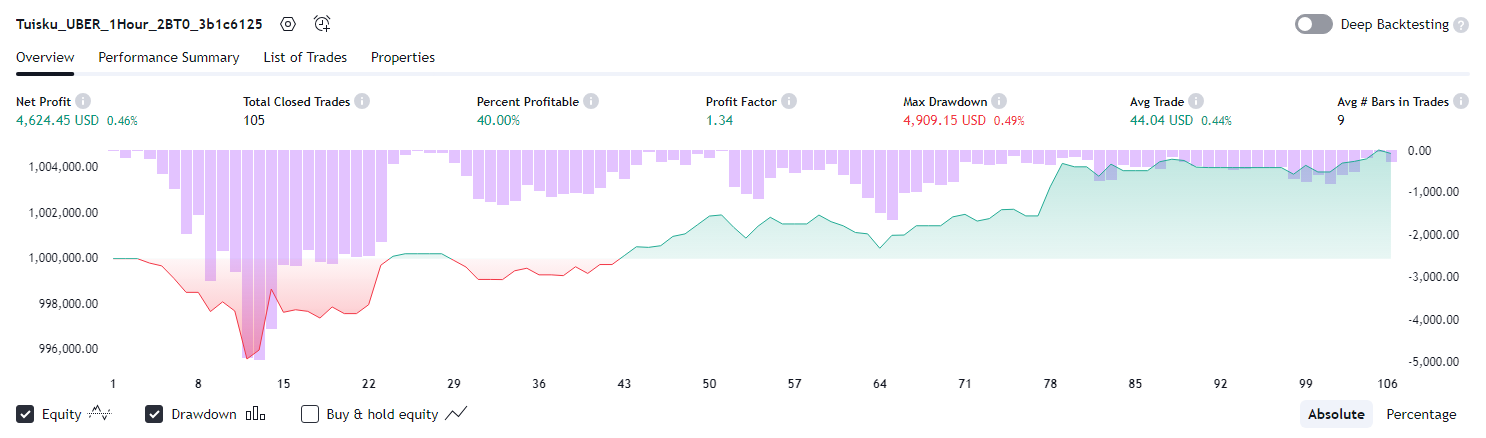 Tuisku_UBER_1Hour_2BT0_3b1c6125
Deep Backtesting ?
Overview Performance Summary List of Trades Properties
Net Profit Total Closed Trades Percent Profitable Profit Factor Max Drawdown Avg Trade Avg # Bars in Trades
4,624.45 USD 0.46% 105 40.00% 1.34 4,909.15 USD 0.49% 44.04 USD 0.44% 9
1,004,000.00
1,002,000.00
1,000,000.00
998,000.00
996,000.00
0.00
-1,000.00
-2,000.00
-3,000.00
-4,000.00
-5,000.00
1 8 15 22 29 36 43 50 57 64 71 78 85 92 99 106
Equity Drawdown Buy & hold equity Absolute Percentage